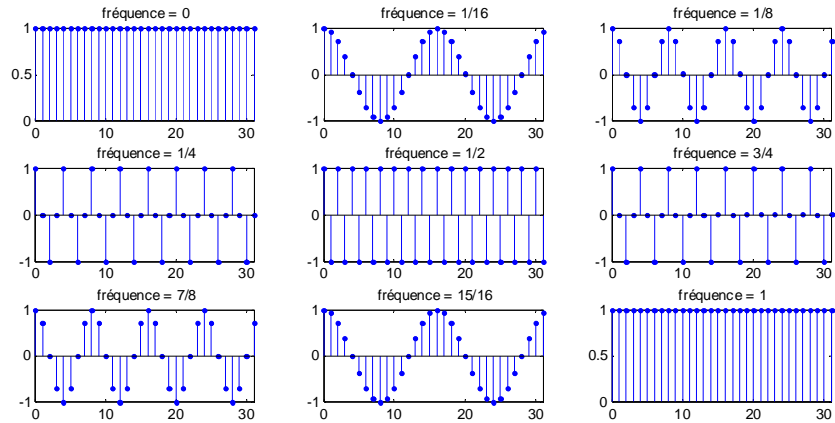 fréquence = 0
1
0.5
0
0 10 20 30
fréquence = 1/16
1
0
-1
0 10 20 30
fréquence = 1/8
1
0
-1
0 10 20 30
fréquence = 1/4
1
0
-1
0 10 20 30
fréquence = 1/2
1
0
-1
0 10 20 30
fréquence = 3/4
1
0
-1
0 10 20 30
fréquence = 7/8
1
0
-1
0 10 20 30
fréquence = 15/16
1
0
-1
0 10 20 30
fréquence = 1
1
0.5
0
0 10 20 30